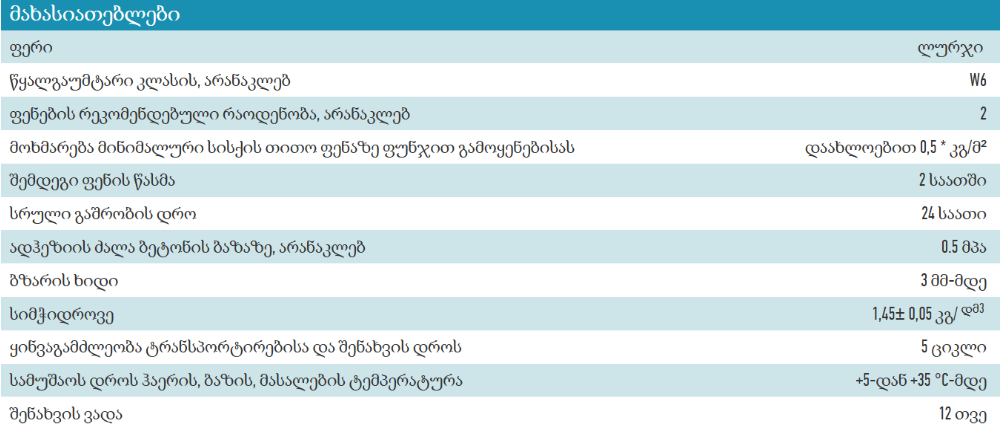 მახასიათებლები
ფერი ლურჯი
წყალგაუმტარი კლასის, არანაკლებ W6
ფენების რეკომენდებული რაოდენობა, არანაკლებ 2
მოხმარება მინიმალური სისქის თითო ფენაზე ფუნჯით გამოყენებისას დაახლოებით 0,5 * კგ/მ²
შემდეგი ფენის წასმა 2 საათში
სრული გაშრობის დრო 24 საათი
ადჰეზიის ძალა ბეტონის ბაზაზე, არანაკლებ 0.5 მპა
ბზარის ხიდი 3 მმ-მდე
სიმჭიდროვე 1,45± 0,05 კგ/ დმ3
ყინვაგამძლეობა ტრანსპორტირებისა და შენახვის დროს 5 ციკლი
სამუშაოს დროს ჰაერის, ბაზის, მასალების ტემპერატურა +5-დან +35 °C-მდე
შენახვის ვადა 12 თვე